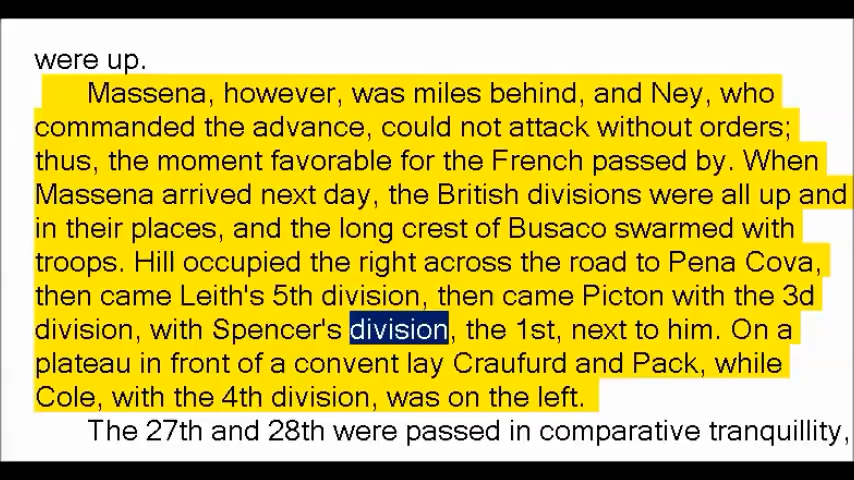 were up.
Massena, however, was miles behind, and Ney, who
commanded the advance, could not attack without orders;
thus, the moment favorable for the French passed by. When
Massena arrived next day, the British divisions were all up and
in their places, and the long crest of Busaco swarmed with
troops. Hill occupied the right across the road to Pena Cova,
then came Leith's 5th division, then came Picton with the 3d
division, with Spencer's division, the 1st, next to him. On a
plateau in front of a convent lay Craufurd and Pack, while
Cole, with the 4th division, was on the left.
The 27th and 28th were passed in comparative tranquillity,